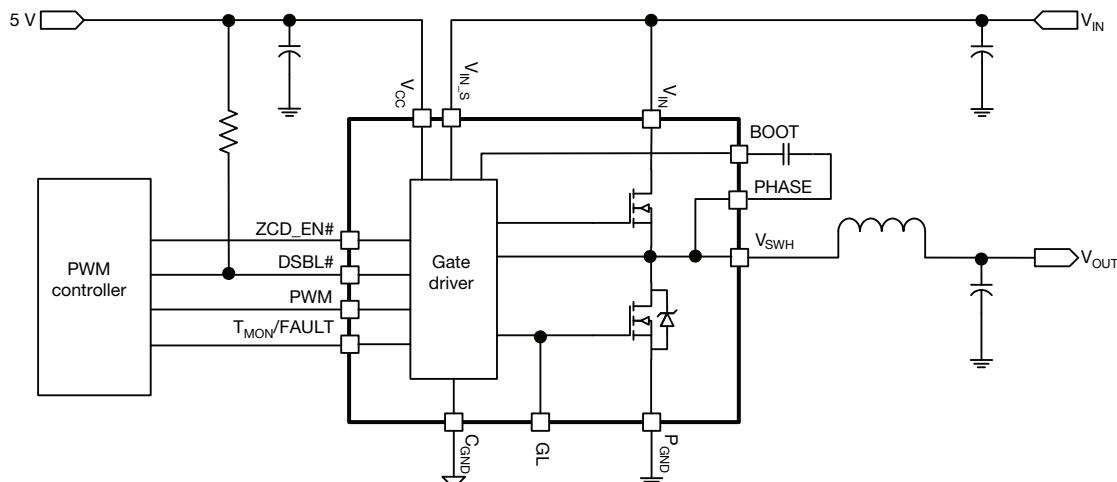 5 V
V_IN
V_CC
V_IN_S
V_IN
BOOT
PHASE
V_SWH
V_OUT
PWM
controller
ZCD_EN#
DSBL#
PWM
T_MON/FAULT
Gate
driver
C_GND
GL
P_GND